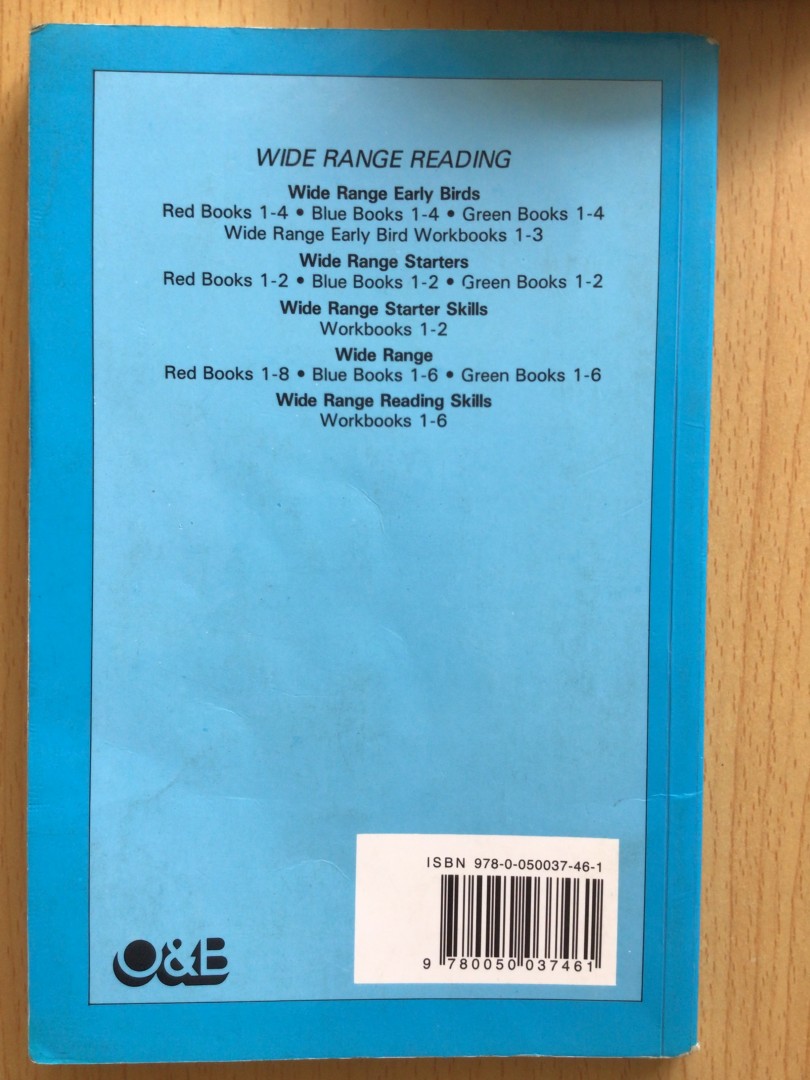 WIDE RANGE READING
Wide Range Early Birds
Red Books 1-4 • Blue Books 1-4 • Green Books 1-4
Wide Range Early Bird Workbooks 1-3
Wide Range Starters
Red Books 1-2 • Blue Books 1-2 • Green Books 1-2
Wide Range Starter Skills
Workbooks 1-2
Wide Range
Red Books 1-8 • Blue Books 1-6 • Green Books 1-6
Wide Range Reading Skills
Workbooks 1-6
ISBN 978-0-050037-46-1
9 780050 037461
O&B